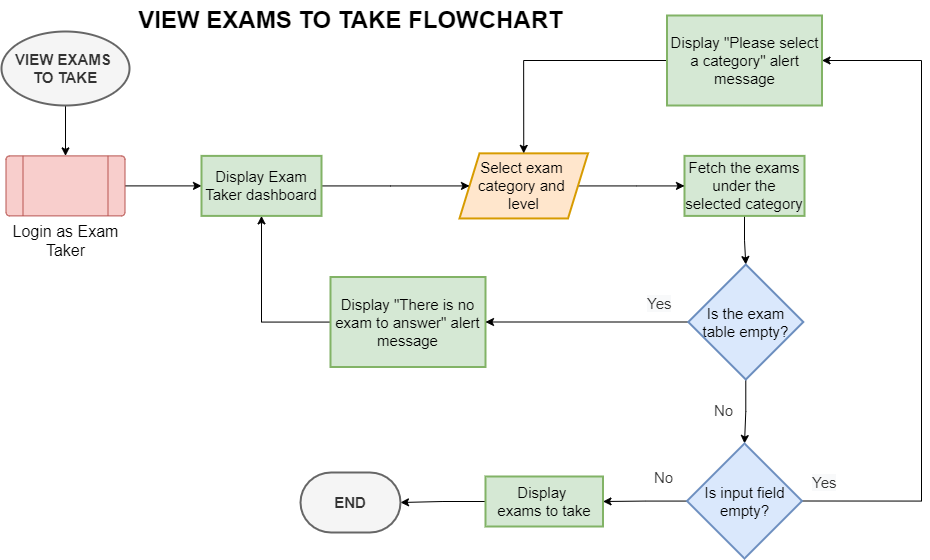 VIEW EXAMS TO TAKE FLOWCHART
VIEW EXAMS
TO TAKE
Display "Please select
a category" alert
message
Login as Exam
Taker
Display Exam
Taker dashboard
Select exam
category and
level
Fetch the exams
under the
selected category
Display "There is no
exam to answer" alert
message
Yes
Is the exam
table empty?
No
Is input field
empty?
Yes
No
Display
exams to take
END